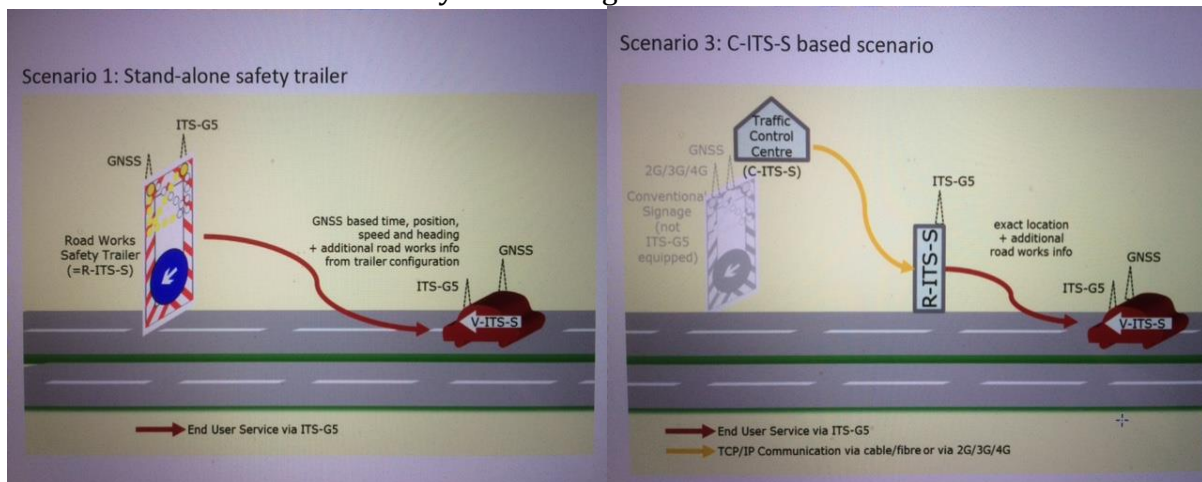 Scenario 1: Stand-alone safety trailer
ITS-G5
GNSS
Road Works
Safety Trailer
(=R-ITS-S)
GNSS based time, position,
speed and heading
+ additional road works info
from trailer configuration
GNSS
ITS-G5
V-ITS-S
End User Service via ITS-G5
Scenario 3: C-ITS-S based scenario
Traffic
Control
Centre
(C-ITS-S)
GNSS
2G/3G/4G
Conventional
Signage
(not
ITS-G5
equipped)
ITS-G5
R-ITS-S
exact location
+ additional
road works info
GNSS
ITS-G5
V-ITS-S
End User Service via ITS-G5
TCP/IP Communication via cable/fibre or via 2G/3G/4G